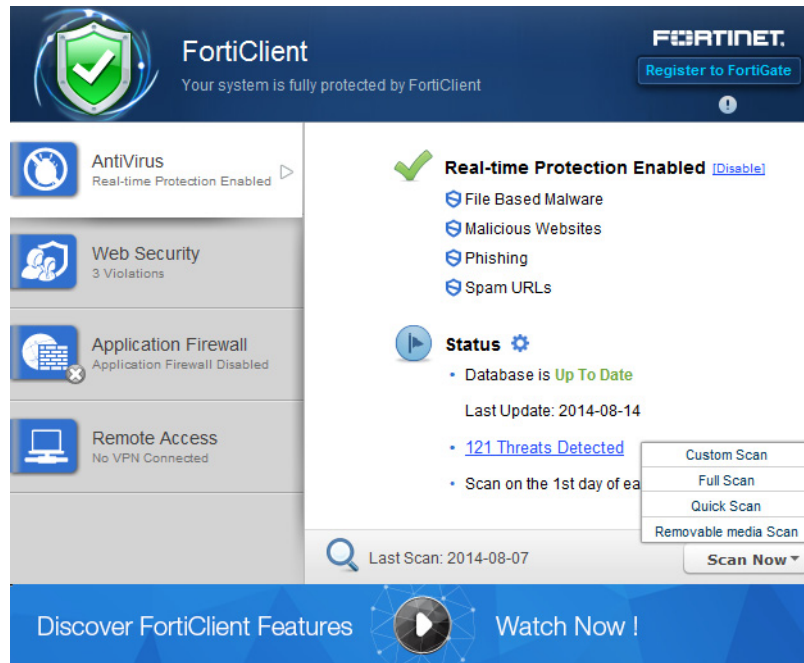 FortiClient
Your system is fully protected by FortiClient
FORTINET.
Register to FortiGate
AntiVirus
Real-time Protection Enabled
Web Security
3 Violations
Application Firewall
Application Firewall Disabled
Remote Access
No VPN Connected
Real-time Protection Enabled [Disable]
File Based Malware
Malicious Websites
Phishing
Spam URLs
Status
• Database is Up To Date
Last Update: 2014-08-14
• 121 Threats Detected
• Scan on the 1st day of ea
Custom Scan
Full Scan
Quick Scan
Removable media Scan
Last Scan: 2014-08-07
Scan Now
Discover FortiClient Features
Watch Now !